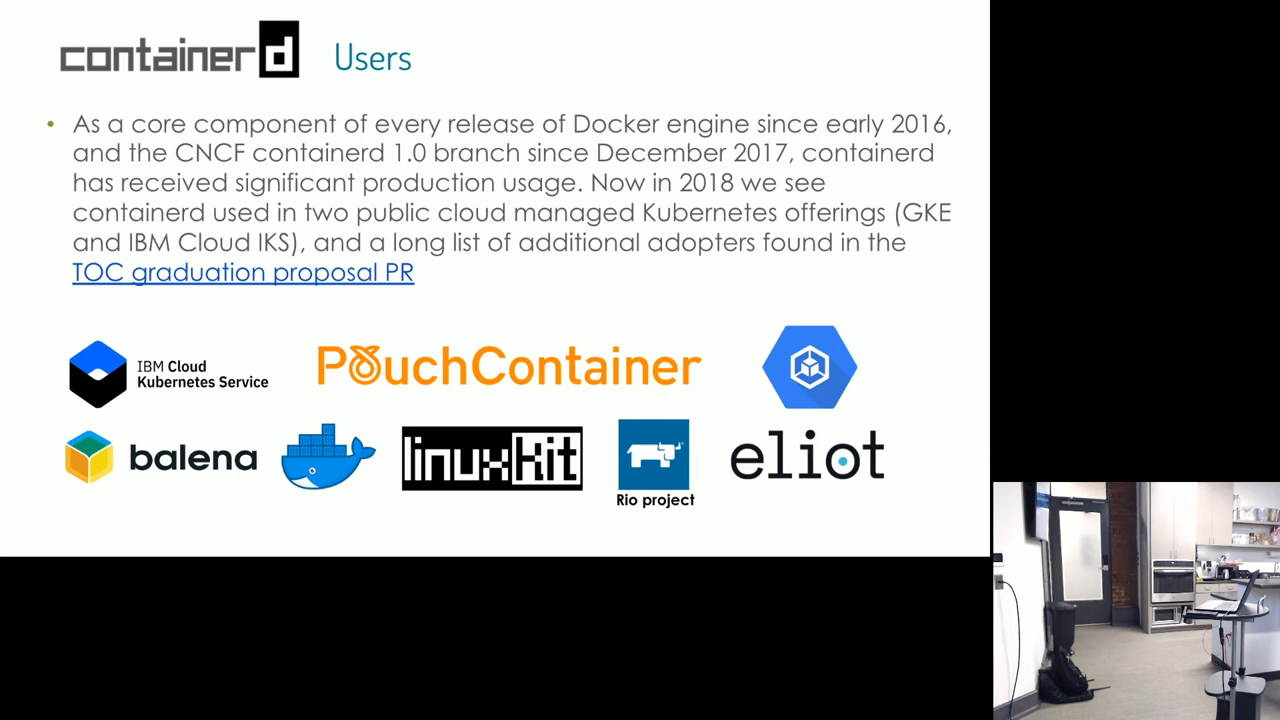 containerd Users
• As a core component of every release of Docker engine since early 2016,
and the CNCF containerd 1.0 branch since December 2017, containerd
has received significant production usage. Now in 2018 we see
containerd used in two public cloud managed Kubernetes offerings (GKE
and IBM Cloud IKS), and a long list of additional adopters found in the
TOC graduation proposal PR
IBM Cloud
Kubernetes Service
PouchContainer
balena
linuxKit
Rio project
eliot